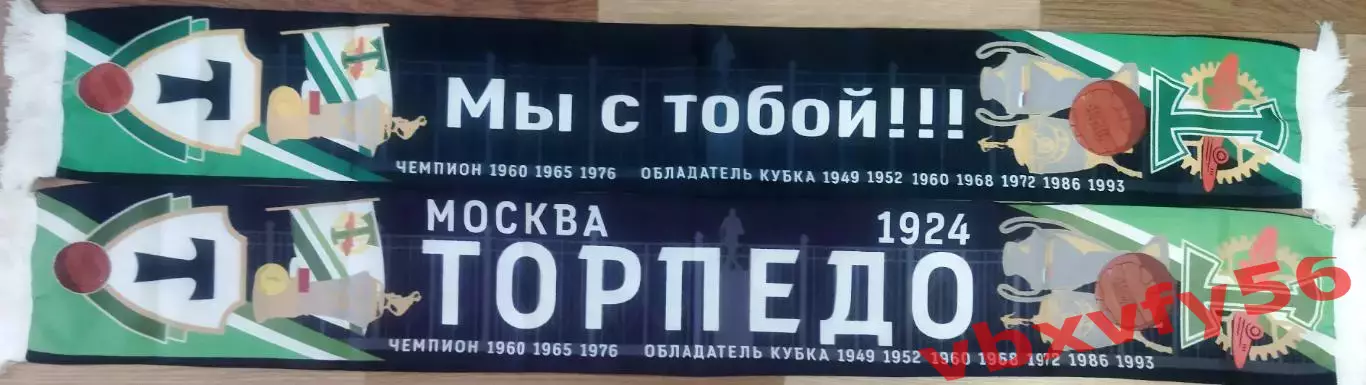 Мы с тобой!!!
ЧЕМПИОН 1960 1965 1976 ОБЛАДАТЕЛЬ КУБКА 1949 1952 1960 1968 1972 1986 1993
МОСКВА 1924
ТОРПЕДО
ЧЕМПИОН 1960 1965 1976 ОБЛАДАТЕЛЬ КУБКА 1949 1952 1960 1968 1972 1986 1993
vbxvfy56